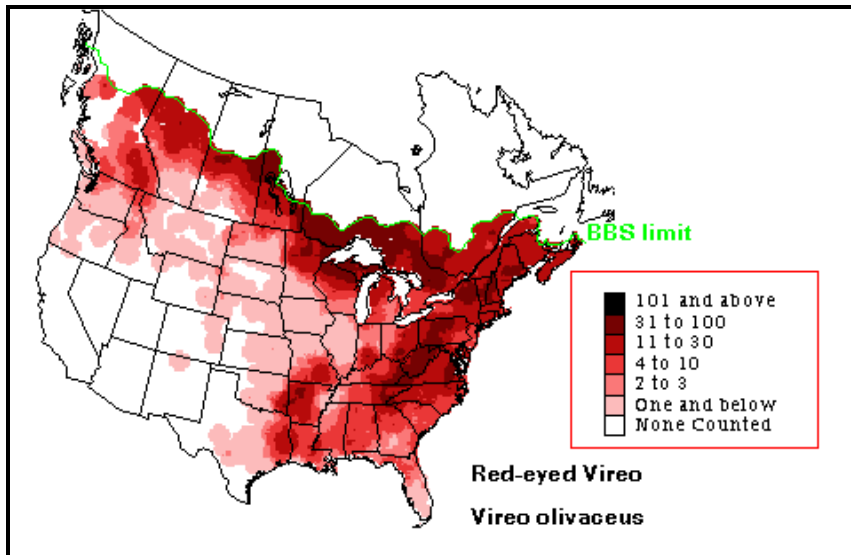 BBS limit
101 and above
31 to 100
11 to 30
4 to 10
2 to 3
One and below
None Counted
Red-eyed Vireo
Vireo olivaceus